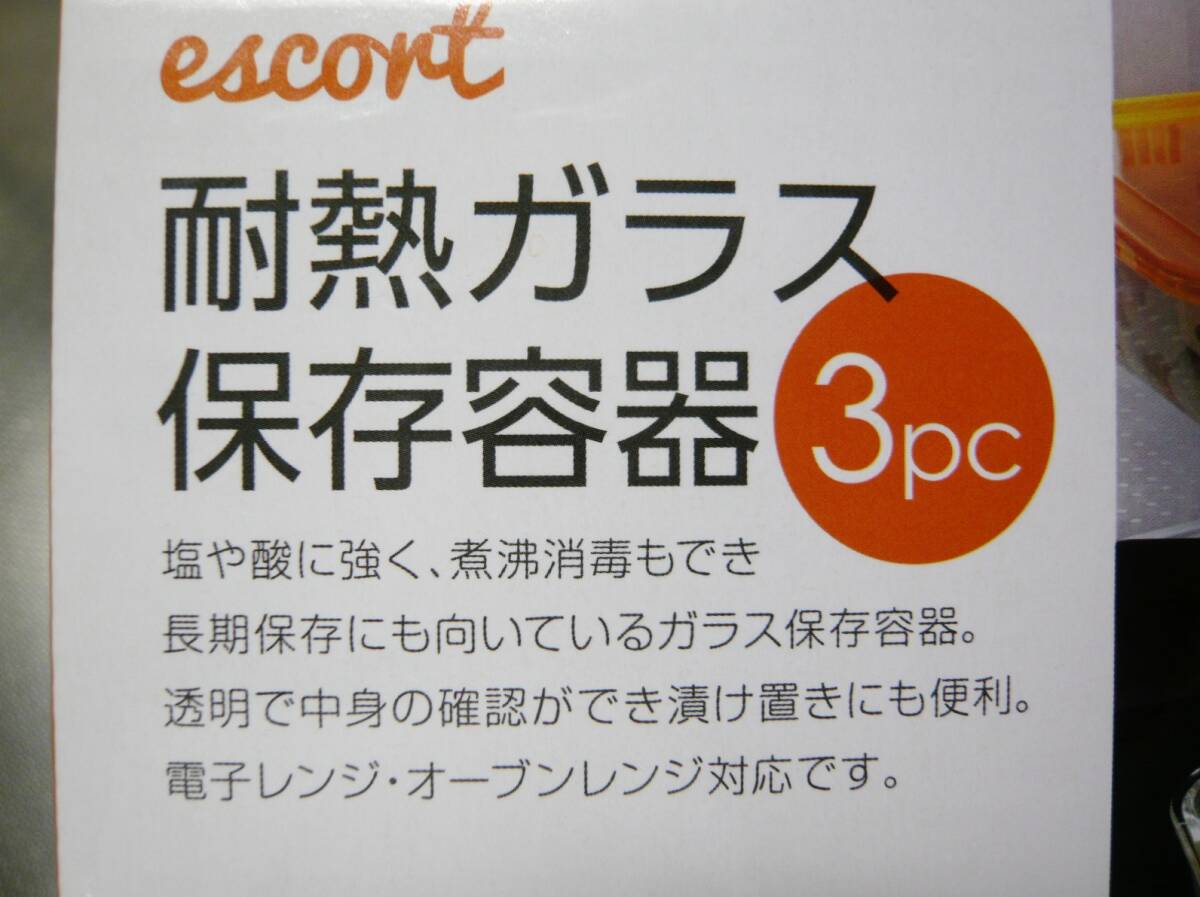 escort
耐熱ガラス
保存容器
3pc
塩や酸に強く、煮沸消毒もでき
長期保存にも向いているガラス保存容器。
透明で中身の確認ができ漬け置きにも便利。
電子レンジ・オーブンレンジ対応です。